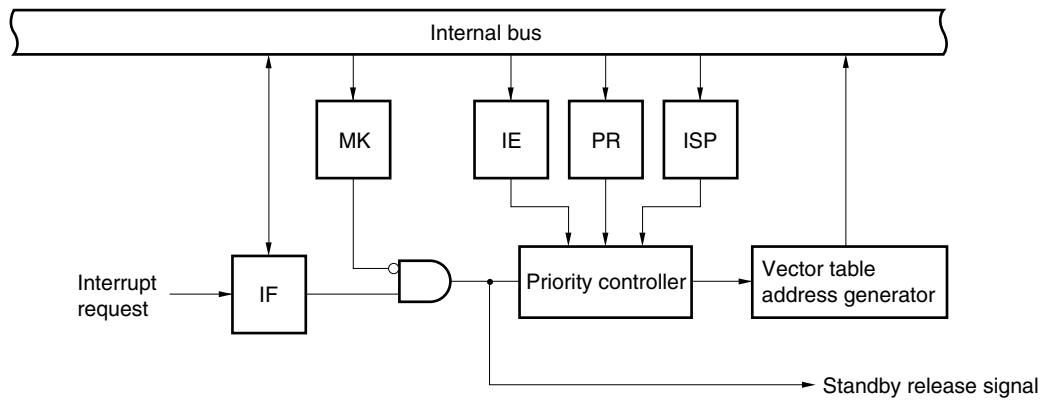 Internal bus
MK
IE
PR
ISP
Interrupt
request
IF
Priority controller
Vector table
address generator
Standby release signal